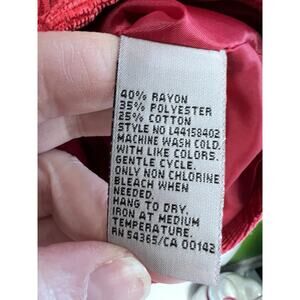 40% RAYON
35% POLYESTER
25% COTTON
STYLE NO L44158402
MACHINE WASH COLD.
WITH LIKE COLORS.
GENTLE CYCLE.
ONLY NON CHLORINE
BLEACH WHEN
NEEDED.
HANG TO DRY.
IRON AT MEDIUM
TEMPERATURE.
RN 54365/CA 00142